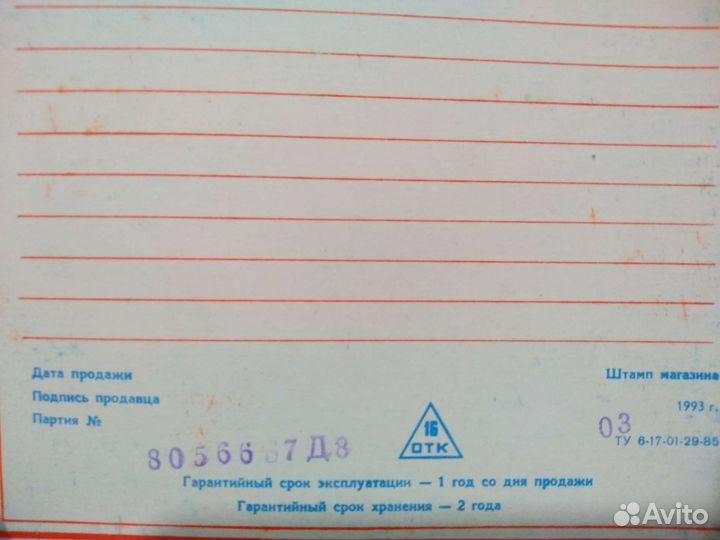 Дата продажи
Штамп магазина
Подпись продавца
1993 г.
Партия №
16
ОТК
03
ТУ 6-17-01-29-85
8056667Д8
Гарантийный срок эксплуатации — 1 год со дня продажи
Гарантийный срок хранения — 2 года
Avito